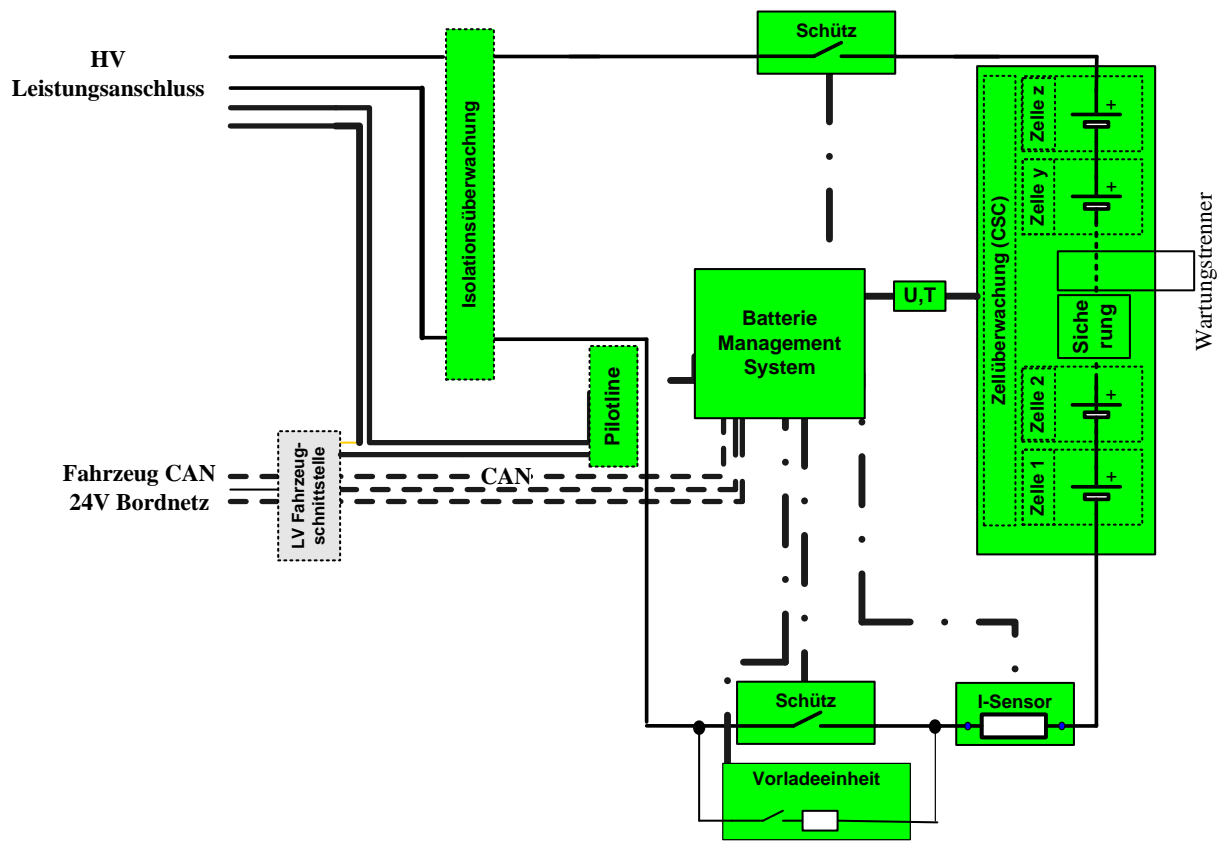 HV
Leistungsanschluss
Isolationsüberwachung
Schütz
Zellüberwachung (CSC)
Zelle z
Zelle y
Wartungstrenner
Siche
rung
Zelle 2
Zelle 1
Batterie
Management
System
U,T
Pilotline
Fahrzeug CAN
24V Bordnetz
LV Fahrzeug-
schnittstelle
CAN
Schütz
I-Sensor
Vorladeeinheit